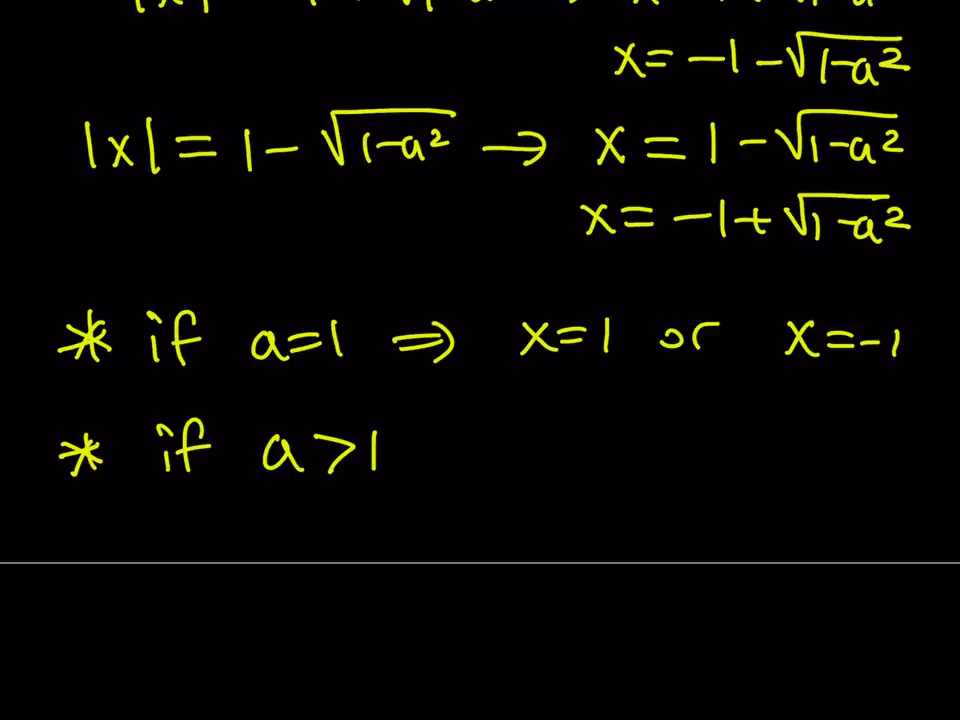 x = -1 - √(1-a²)
|x| = 1 - √(1-a²) → x = 1 - √(1-a²)
x = -1 + √(1-a²)
* if a=1 ⇒ x=1 or x=-1
* if a>1